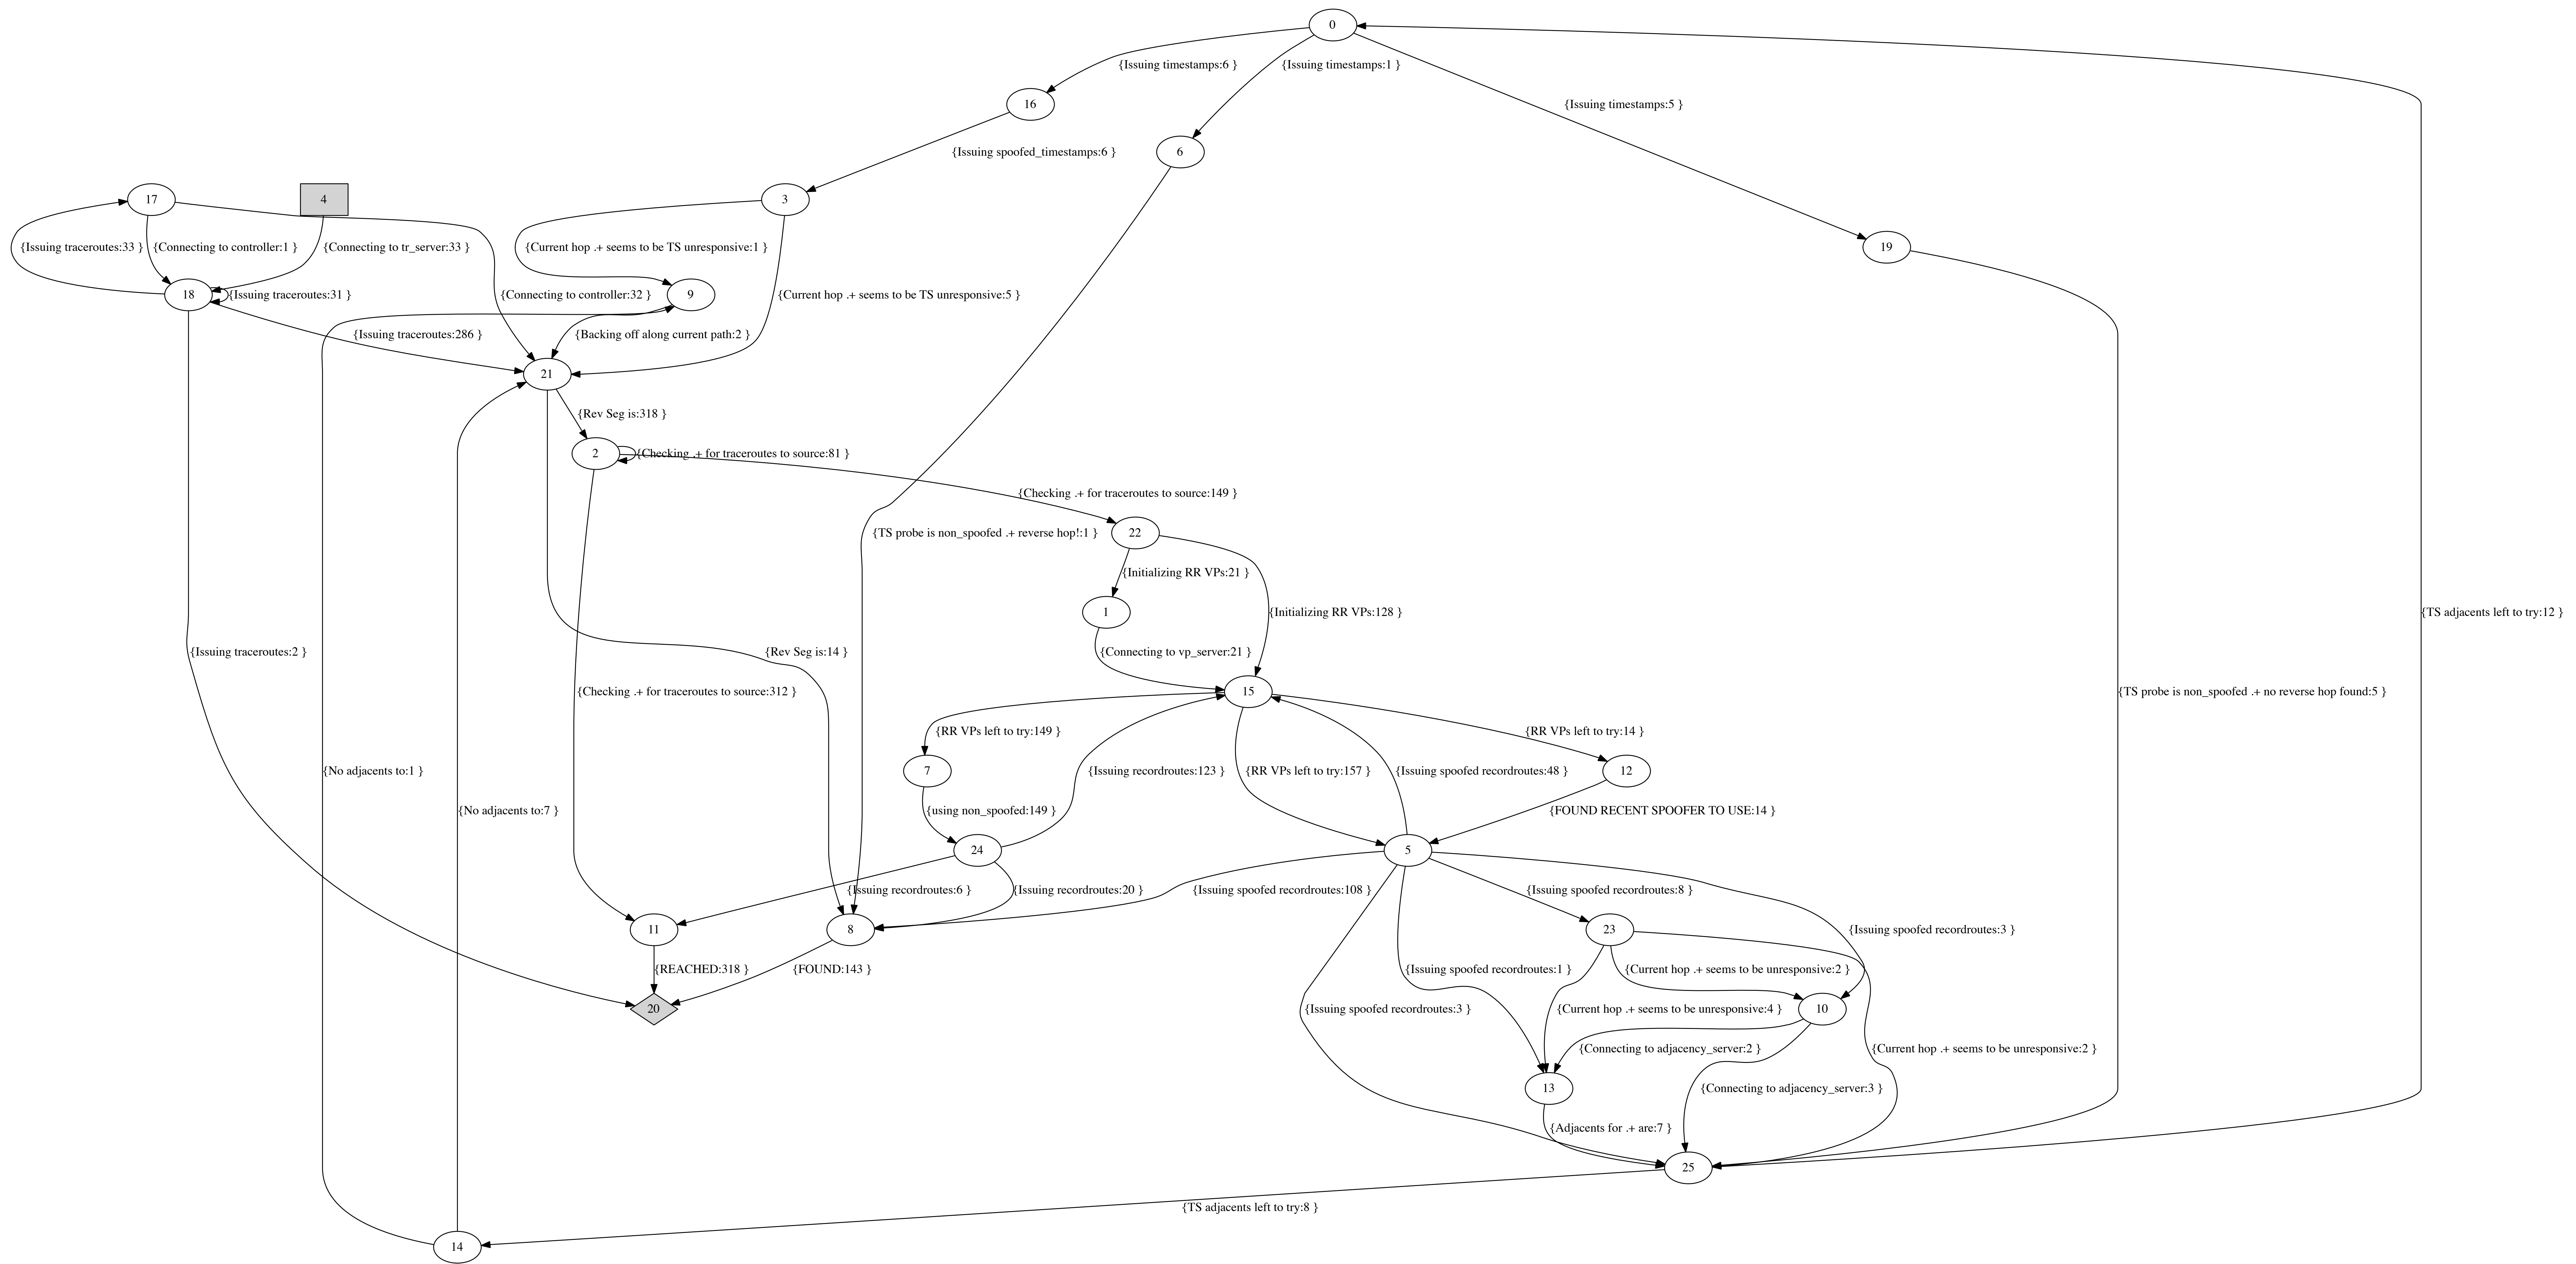 0
{Issuing timestamps:6 }
{Issuing timestamps:1 }
{Issuing timestamps:5 }
16
{Issuing spoofed_timestamps:6 }
6
17
4
3
{Issuing traceroutes:33 }
{Connecting to controller:1 }
{Connecting to tr_server:33 }
{Current hop .+ seems to be TS unresponsive:1 }
19
18
{Issuing traceroutes:31 }
{Connecting to controller:32 }
9
{Current hop .+ seems to be TS unresponsive:5 }
{Issuing traceroutes:286 }
{Backing off along current path:2 }
21
{Rev Seg is:318 }
2
{Checking .+ for traceroutes to source:81 }
{Checking .+ for traceroutes to source:149 }
{TS probe is non_spoofed .+ reverse hop!:1 }
22
{Initializing RR VPs:21 }
1
{Initializing RR VPs:128 }
{TS adjacents left to try:12 }
{Issuing traceroutes:2 }
{Rev Seg is:14 }
{Connecting to vp_server:21 }
{Checking .+ for traceroutes to source:312 }
15
{TS probe is non_spoofed .+ no reverse hop found:5 }
{RR VPs left to try:149 }
{RR VPs left to try:14 }
{No adjacents to:1 }
7
{Issuing recordroutes:123 }
{RR VPs left to try:157 }
{Issuing spoofed recordroutes:48 }
12
{No adjacents to:7 }
{using non_spoofed:149 }
{FOUND RECENT SPOOFER TO USE:14 }
24
5
{Issuing recordroutes:6 }
{Issuing recordroutes:20 }
{Issuing spoofed recordroutes:108 }
{Issuing spoofed recordroutes:8 }
11
8
23
{Issuing spoofed recordroutes:3 }
{REACHED:318 }
{FOUND:143 }
{Issuing spoofed recordroutes:1 }
{Current hop .+ seems to be unresponsive:2 }
20
{Issuing spoofed recordroutes:3 }
{Current hop .+ seems to be unresponsive:4 }
10
{Connecting to adjacency_server:2 }
{Current hop .+ seems to be unresponsive:2 }
13
{Connecting to adjacency_server:3 }
{Adjacents for .+ are:7 }
25
{TS adjacents left to try:8 }
14